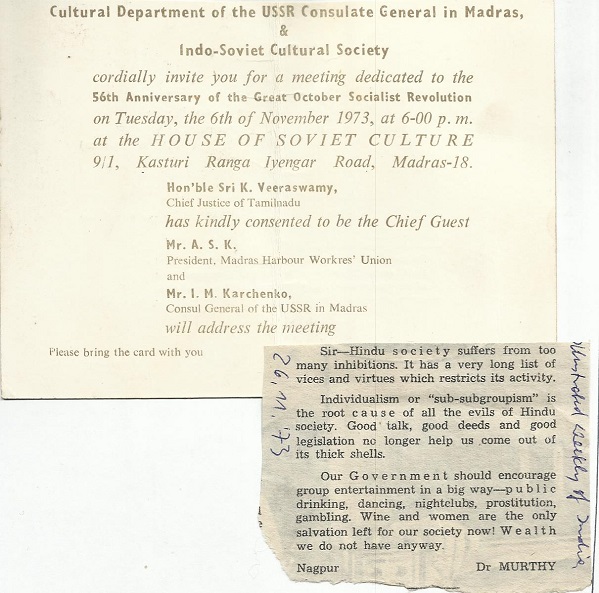 Cultural Department of the USSR Consulate General in Madras,
&
Indo-Soviet Cultural Society
cordially invite you for a meeting dedicated to the
56th Anniversary of the Great October Socialist Revolution
on Tuesday, the 6th of November 1973, at 6-00 p. m.
at the HOUSE OF SOVIET CULTURE
9/1, Kasturi Ranga Iyengar Road, Madras-18.
Hon'ble Sri K. Veeraswamy,
Chief Justice of Tamilnadu
has kindly consented to be the Chief Guest
Mr. A. S. K.
President, Madras Harbour Workres' Union
and
Mr. I. M. Karchenko,
Consul General of the USSR in Madras
will address the meeting
Please bring the card with you
Sir—Hindu society suffers from too
many inhibitions. It has a very long list of
vices and virtues which restricts its activity.
Individualism or "sub-subgroupism" is
the root cause of all the evils of Hindu
society. Good talk, good deeds and good
legislation no longer help us come out of
its thick shells.
Our Government should encourage
group entertainment in a big way—public
drinking, dancing, nightclubs, prostitution,
gambling. Wine and women are the only
salvation left for our society now! Wealth
we do not have anyway.
Nagpur Dr MURTHY
26.11.'73
Illustrated Weekly of India